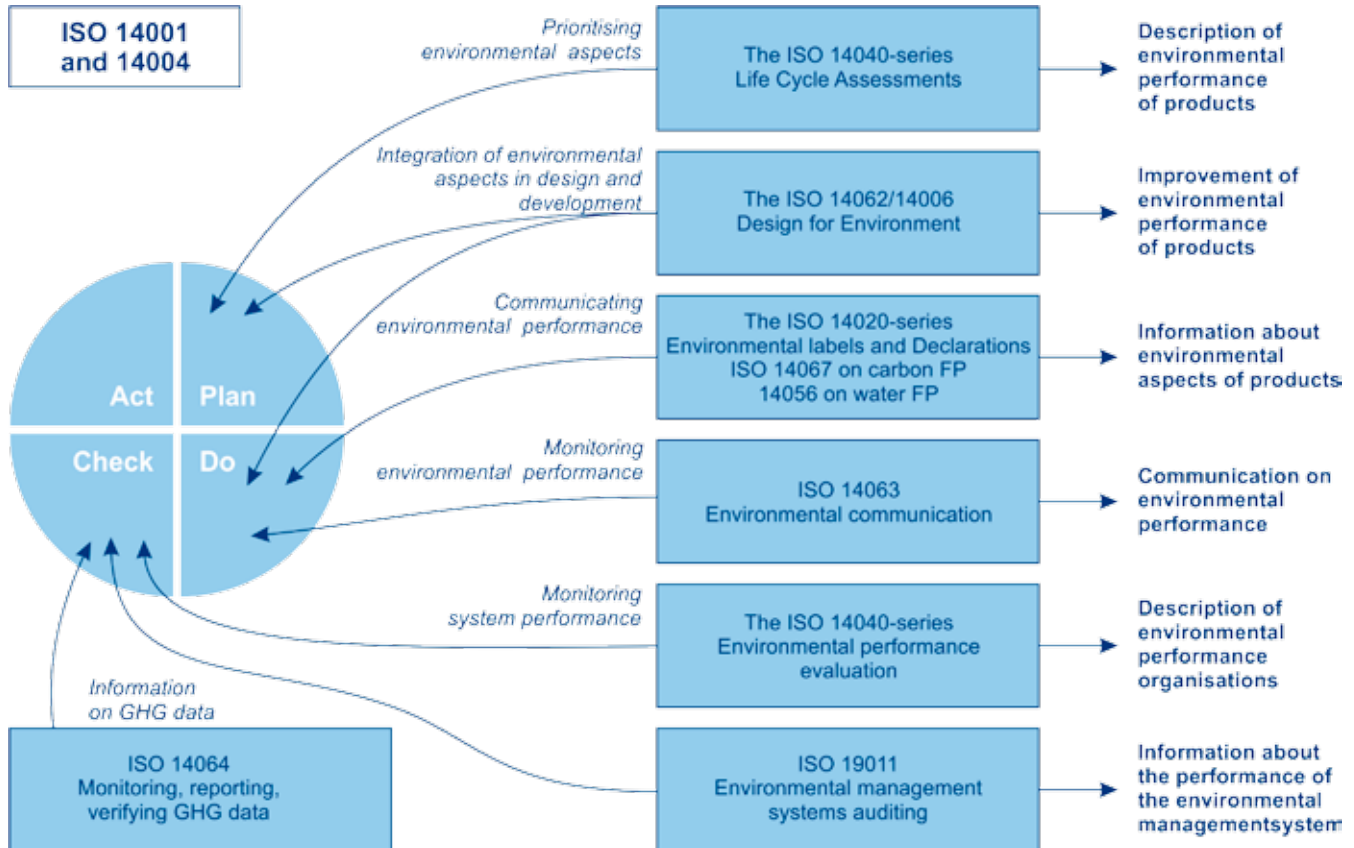 ISO 14001
and 14004
Prioritising
environmental aspects
The ISO 14040-series
Life Cycle Assessments
Description of
environmental
performance
of products
Integration of environmental
aspects in design and
development
The ISO 14062/14006
Design for Environment
Improvement of
environmental
performance
of products
Communicating
environmental performance
The ISO 14020-series
Environmental labels and Declarations
ISO 14067 on carbon FP
14056 on water FP
Information about
environmental
aspects of products
Act
Plan
Check
Do
Monitoring
environmental performance
ISO 14063
Environmental communication
Communication on
environmental
performance
Monitoring
system performance
The ISO 14040-series
Environmental performance
evaluation
Description of
environmental
performance
organisations
Information
on GHG data
ISO 14064
Monitoring, reporting,
verifying GHG data
ISO 19011
Environmental management
systems auditing
Information about
the performance of
the environmental
managementsystem